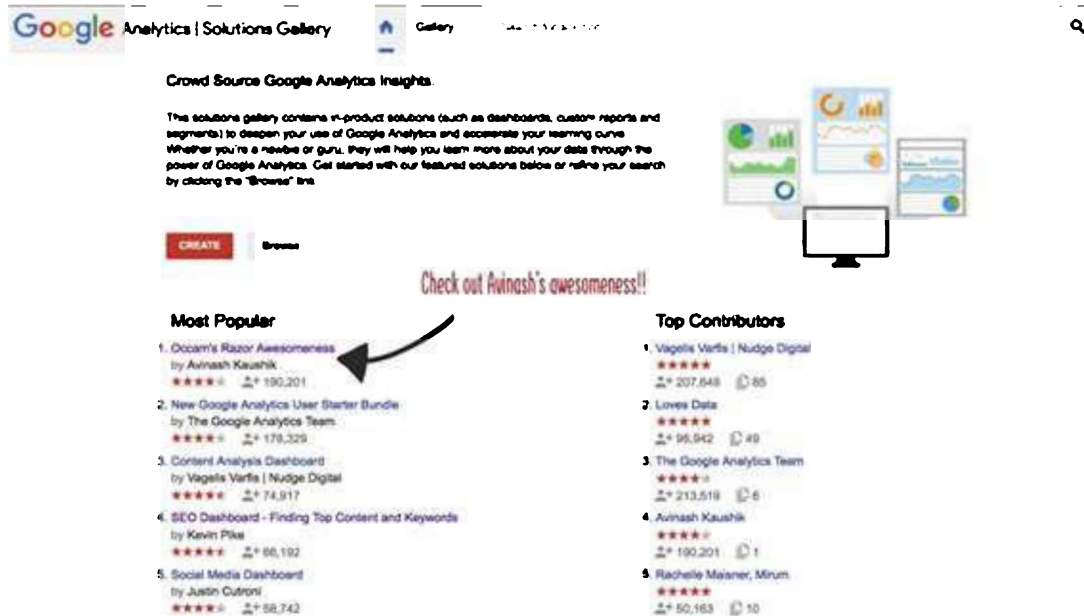 Google Analytics | Solutions Gallery
Gallery
Crowd Source Google Analytics Insights.
This solutions gallery contains in-product solutions (such as dashboards, custom reports and
segments) to deepen your use of Google Analytics and accelerate your learning curve.
Whether you're a newbie or guru, they will help you learn more about your data through the
power of Google Analytics. Get started with our featured solutions below or refine your search
by clicking the "Browse" link.
CREATE
Browse
Check out Avinash's awesomeness!!
Most Popular
1. Occam's Razor Awesomeness
by Avinash Kaushik
190,201
2. New Google Analytics User Starter Bundle
by The Google Analytics Team
178,329
3. Content Analysis Dashboard
by Vagelis Varfis | Nudge Digital
74,917
4. SEO Dashboard - Finding Top Content and Keywords
by Kevin Pike
66,192
5. Social Media Dashboard
by Justin Cutroni
58,742
Top Contributors
1. Vagelis Varfis | Nudge Digital
207,648 85
2. Loves Data
96,942 49
3. The Google Analytics Team
213,519 6
4. Avinash Kaushik
190,201 1
5. Rachelle Maisner, Mirum
50,163 10